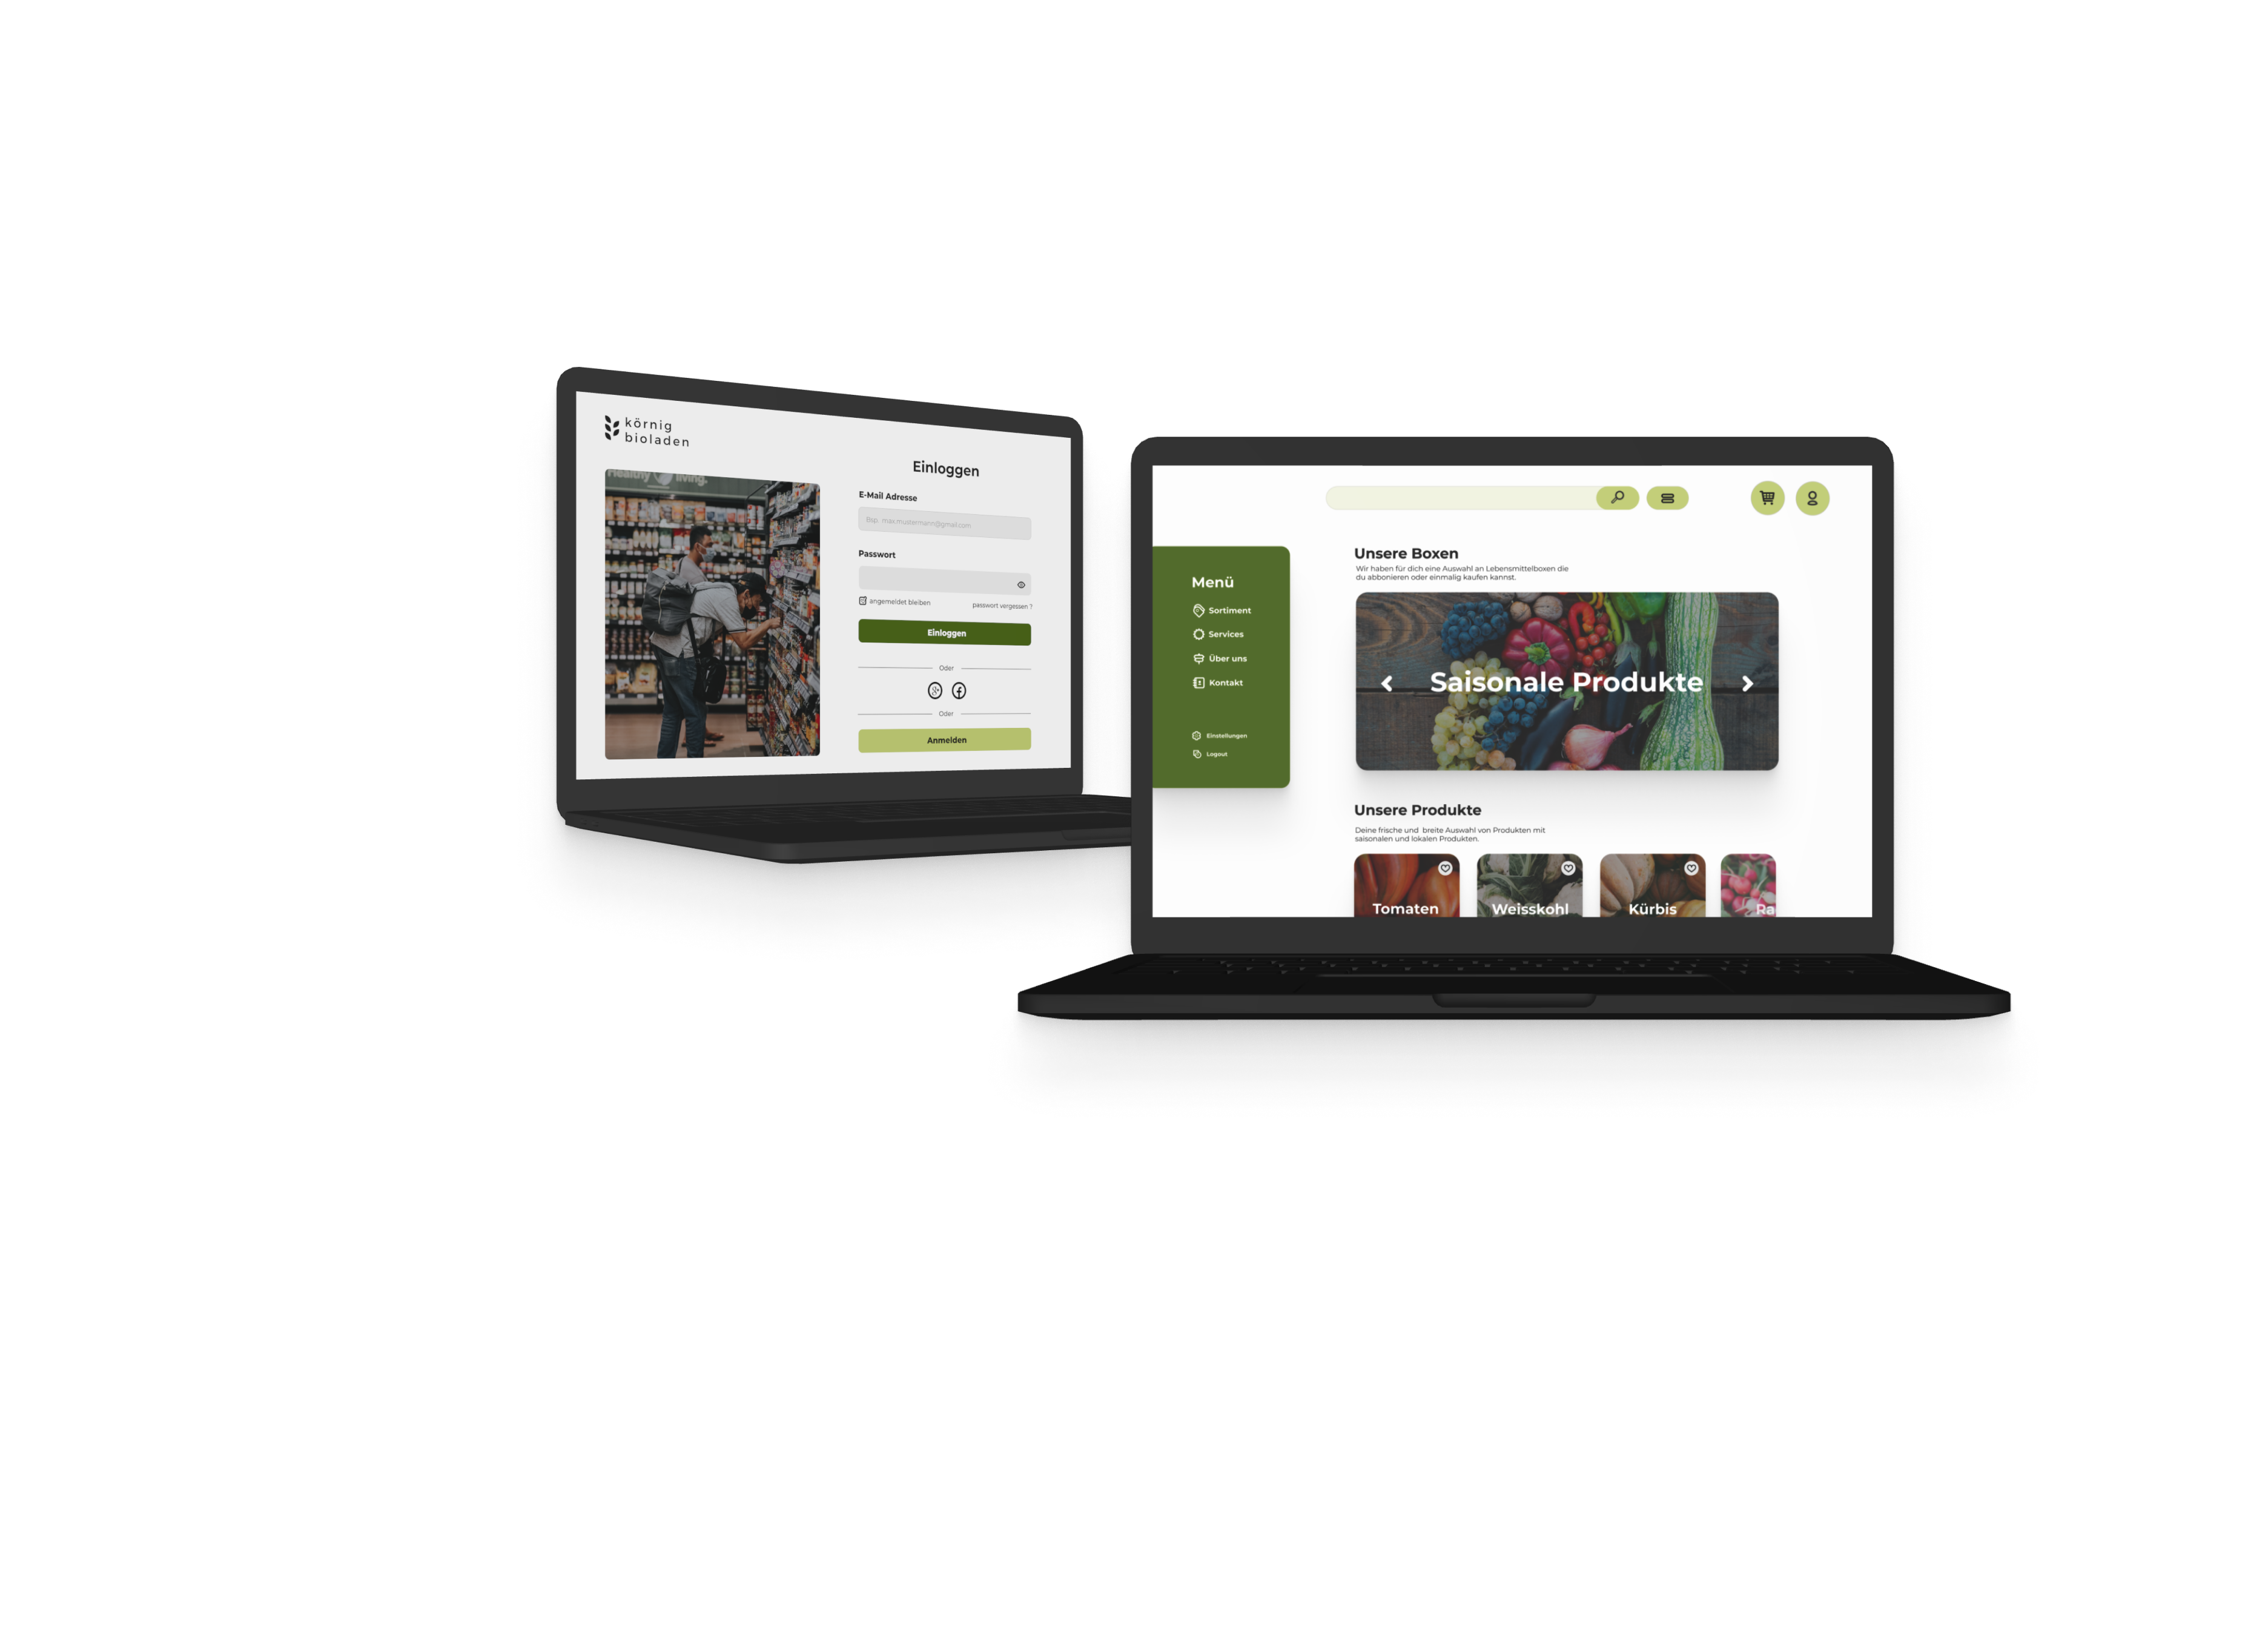 körnig
bioladen
healthy living.
Einloggen
E-Mail Adresse
Bsp. max.mustermann@gmail.com
Passwort
angemeldet bleiben
passwort vergessen ?
Einloggen
Oder
Oder
Anmelden
Menü
Sortiment
Services
Über uns
Kontakt
Einstellungen
Logout
Unsere Boxen
Wir haben für dich eine Auswahl an Lebensmittelboxen die
du abbonieren oder einmalig kaufen kannst.
Saisonale Produkte
Unsere Produkte
Deine frische und breite Auswahl von Produkten mit
saisonalen und lokalen Produkten.
Tomaten
Weisskohl
Kürbis
Ra